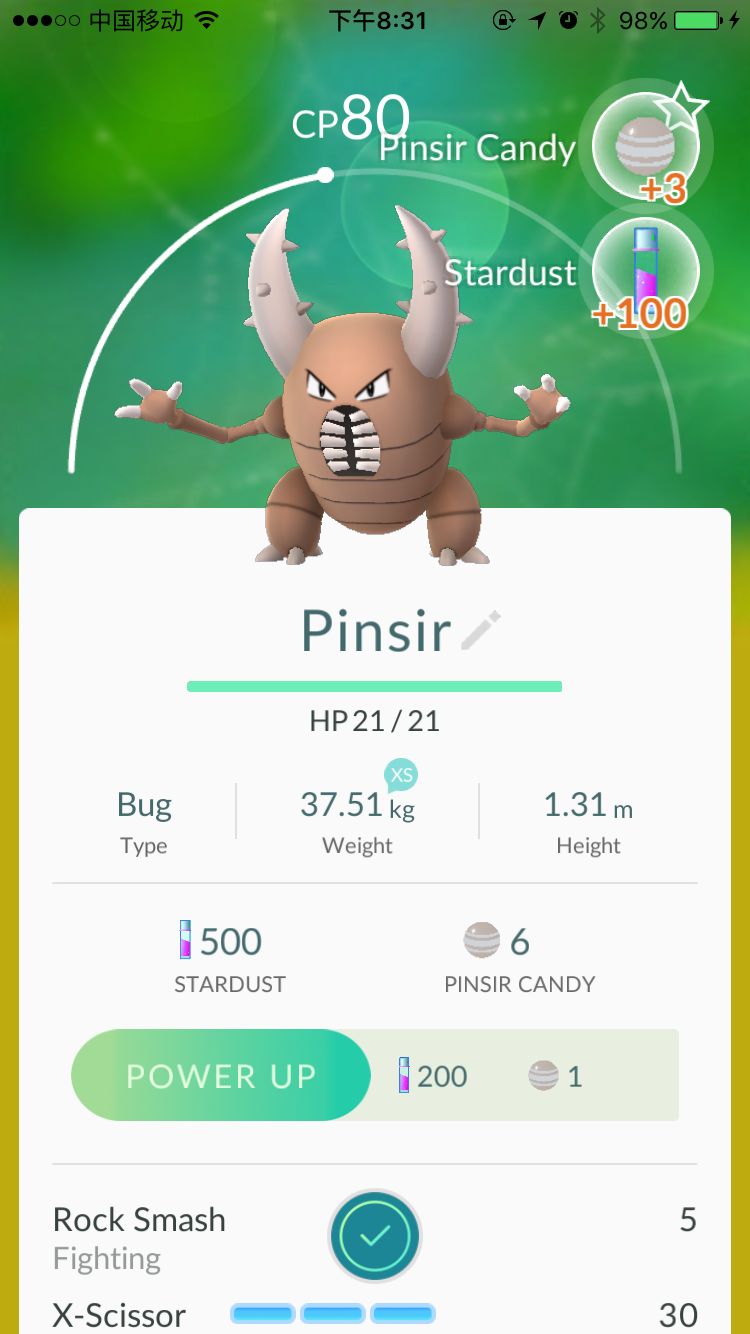 中国移动 下午8:31 98%
CP80
Pinsir Candy
+3
Stardust
+100
Pinsir
HP 21 / 21
XS
Bug 37.51 kg 1.31 m
Type Weight Height
500 6
STARDUST PINSIR CANDY
POWER UP 200 1
Rock Smash 5
Fighting
X-Scissor 30